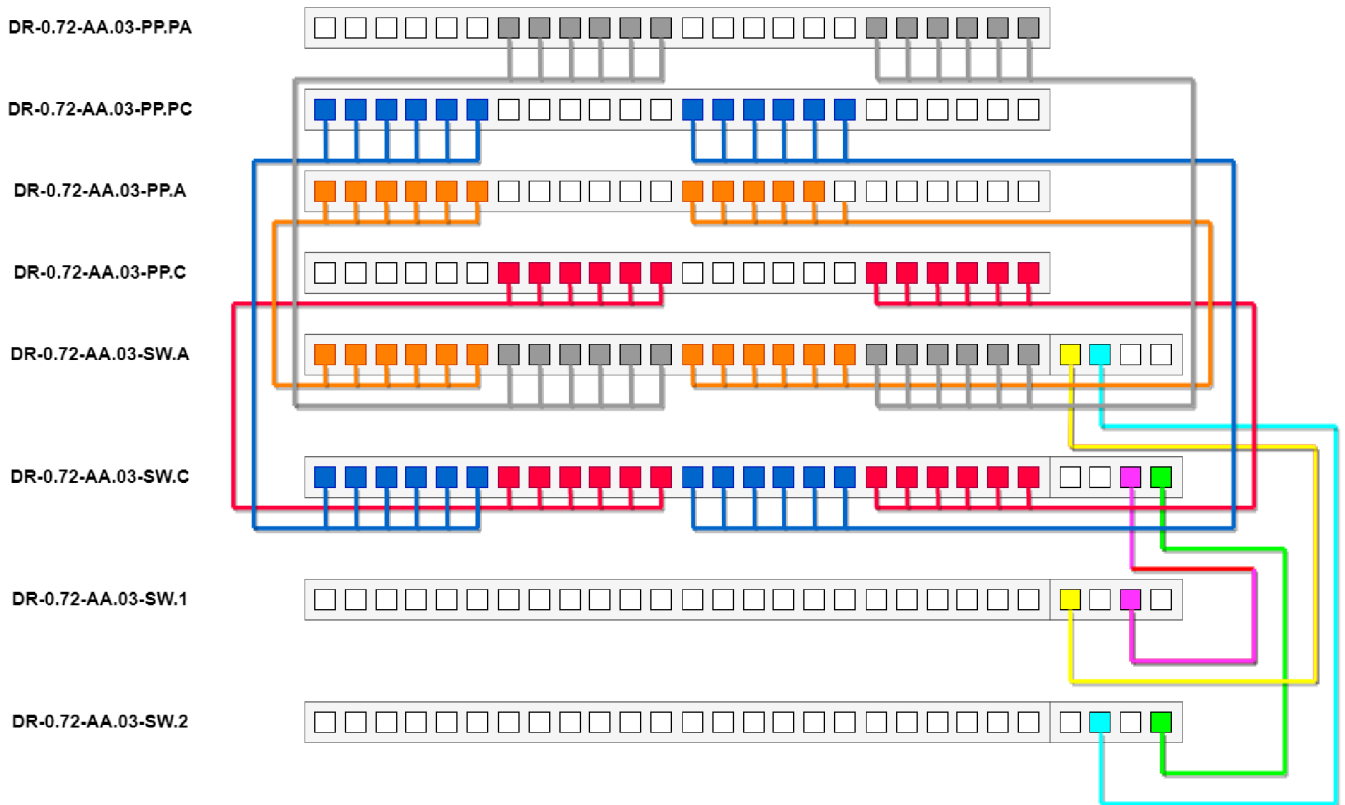 DR-0.72-AA.03-PP.PA
DR-0.72-AA.03-PP.PC
DR-0.72-AA.03-PP.A
DR-0.72-AA.03-PP.C
DR-0.72-AA.03-SW.A
DR-0.72-AA.03-SW.C
DR-0.72-AA.03-SW.1
DR-0.72-AA.03-SW.2